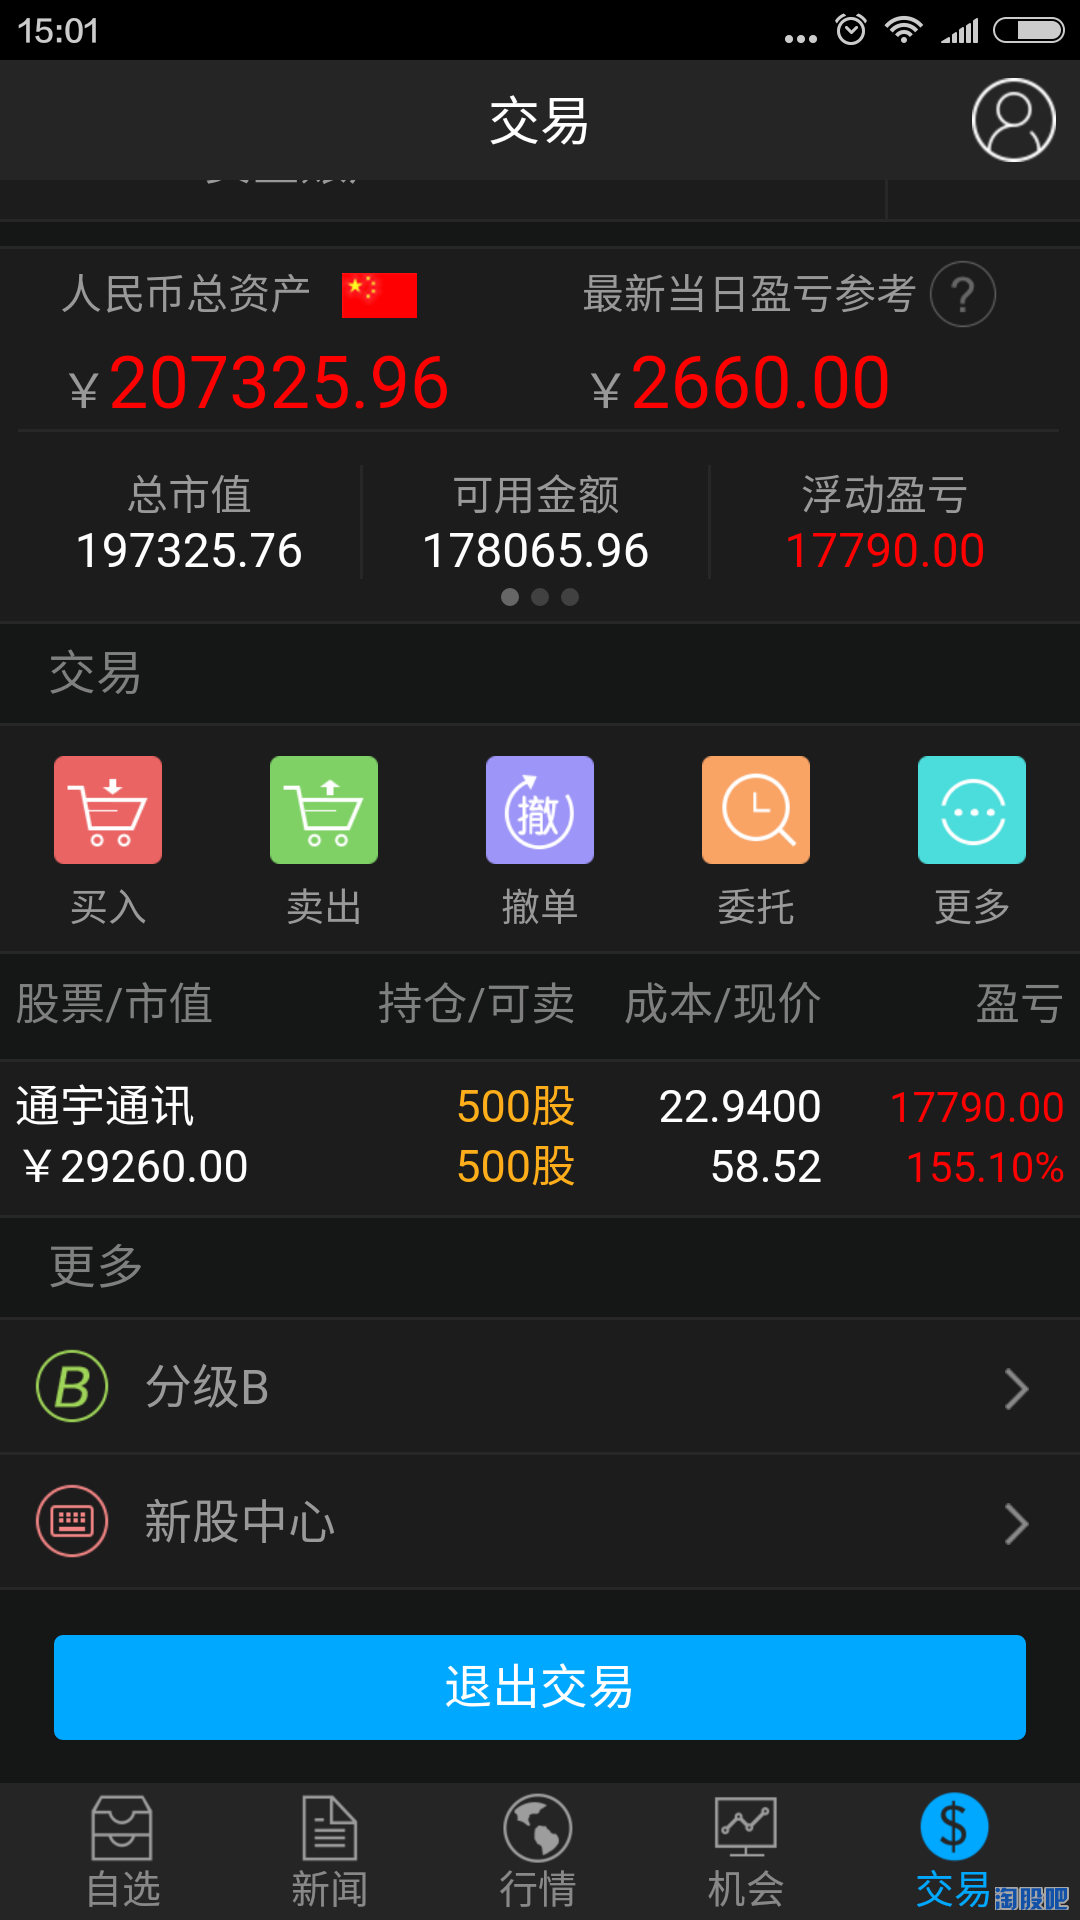 15:01
交易
人民币总资产 最新当日盈亏参考 ?
￥207325.96 ￥2660.00
总市值 可用金额 浮动盈亏
197325.76 178065.96 17790.00
交易
撤
买入 卖出 撤单 委托 更多
股票/市值 持仓/可卖 成本/现价 盈亏
通宇通讯 500股 22.9400 17790.00
￥29260.00 500股 58.52 155.10%
更多
B 分级B
新股中心
退出交易
$
自选 新闻 行情 机会 交易
淘股吧